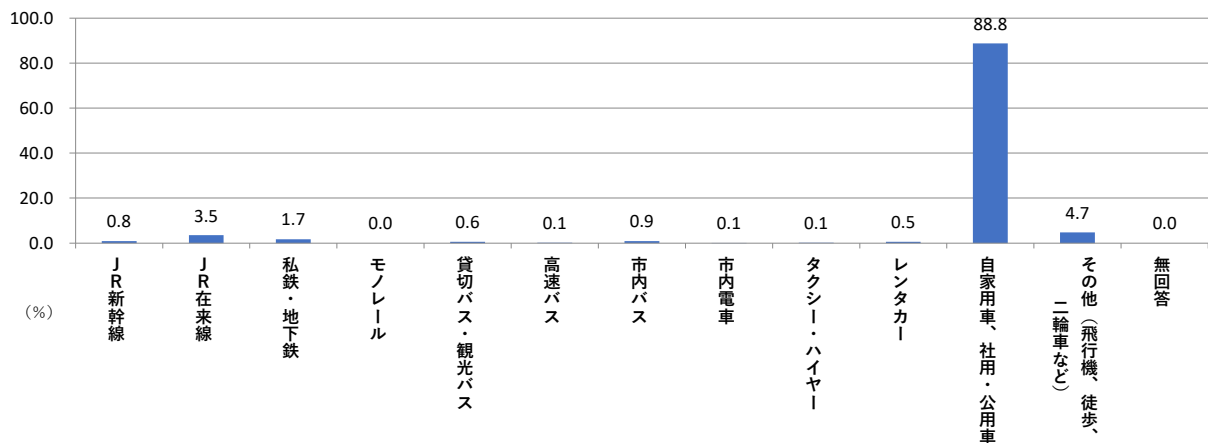 100.0
80.0
60.0
40.0
20.0
0.0
0.8
3.5
1.7
0.0
0.6
0.1
0.9
0.1
0.1
0.5
88.8
4.7
0.0
（%）
ＪＲ新幹線
ＪＲ在来線
私鉄・地下鉄
モノレール
貸切バス・観光バス
高速バス
市内バス
市内電車
タクシー・ハイヤー
レンタカー
自家用車、社用・公用車
その他（飛行機、徒歩、
二輪車など）
無回答